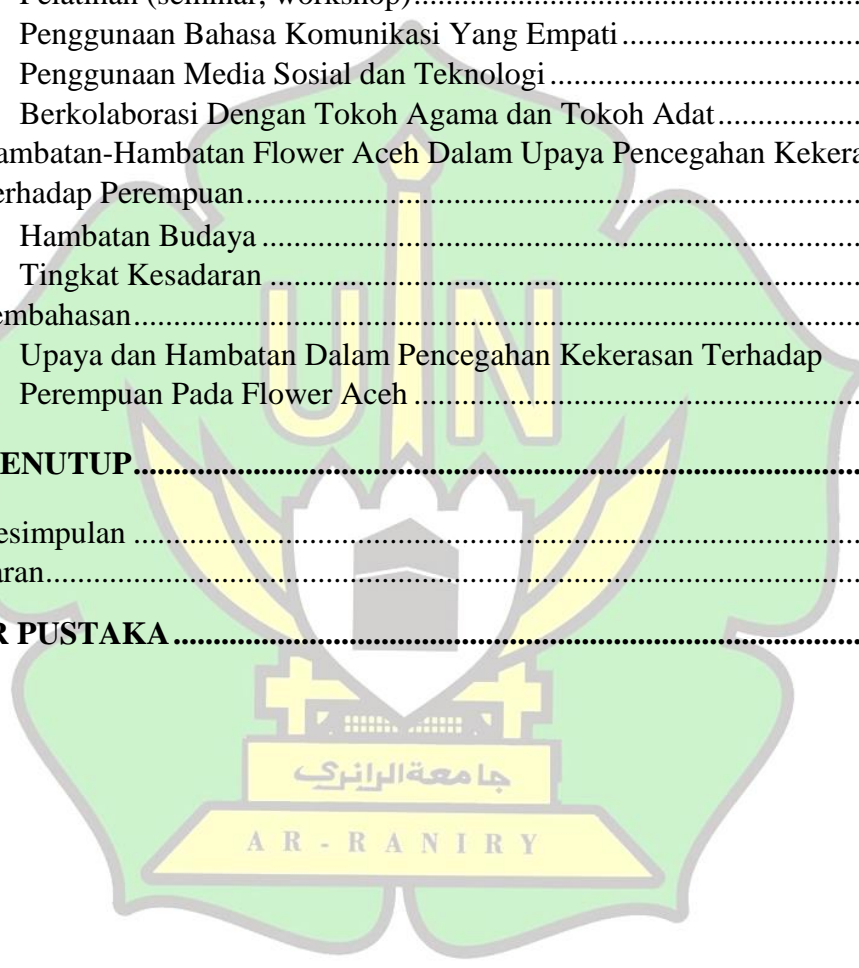 Pelatihan (seminar, workshop)........................................................
Penggunaan Bahasa Komunikasi Yang Empati..............................
Penggunaan Media Sosial dan Teknologi.......................................
Berkolaborasi Dengan Tokoh Agama dan Tokoh Adat..................
ambatan-Hambatan Flower Aceh Dalam Upaya Pencegahan Kekera
erhadap Perempuan............................................................................
Hambatan Budaya...........................................................................
Tingkat Kesadaran..........................................................................
embahasan..........................................................................................
Upaya dan Hambatan Dalam Pencegahan Kekerasan Terhadap
Perempuan Pada Flower Aceh........................................................
ENUTUP...........................................................................................
esimpulan..........................................................................................
aran.....................................................................................................
R PUSTAKA.....................................................................................
UIN
جامعةالرانري
AR-RANIRY